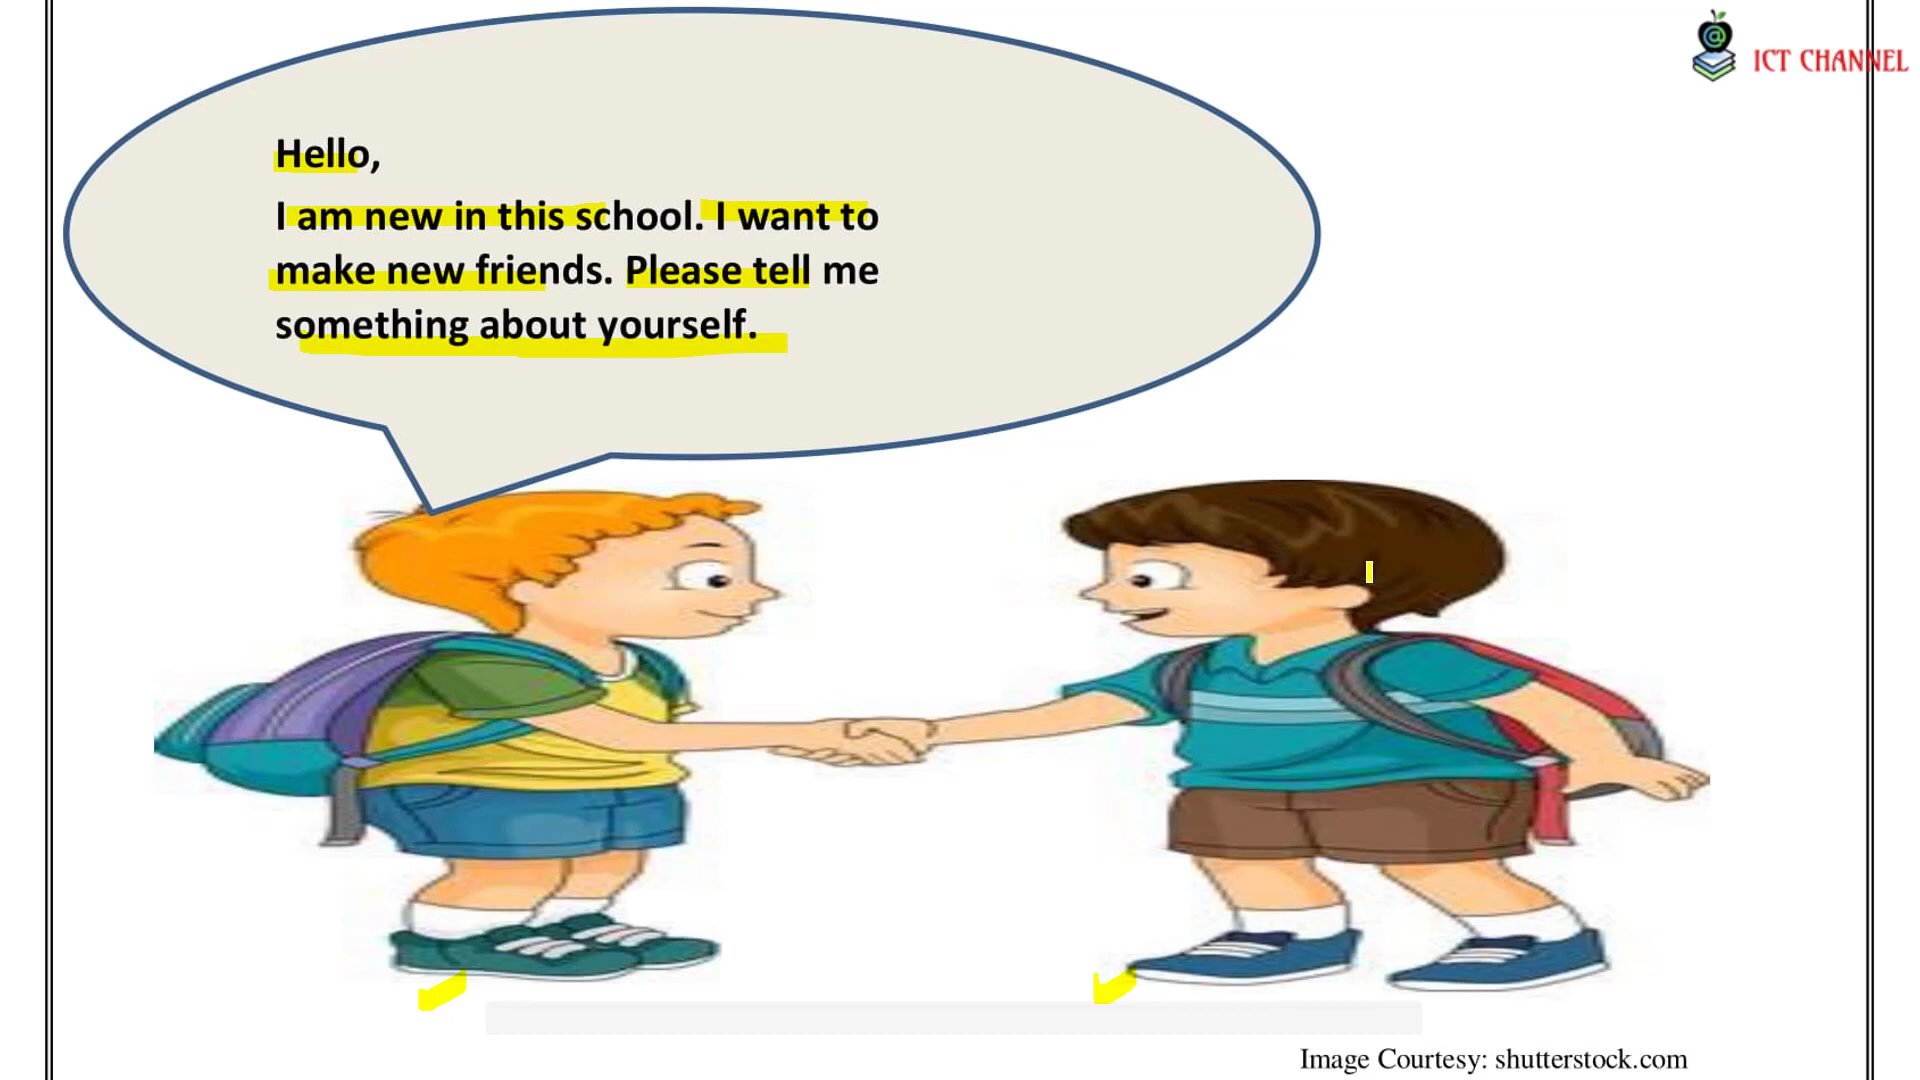 ICT CHANNEL
Hello,
I am new in this school. I want to
make new friends. Please tell me
something about yourself.
Image Courtesy: shutterstock.com